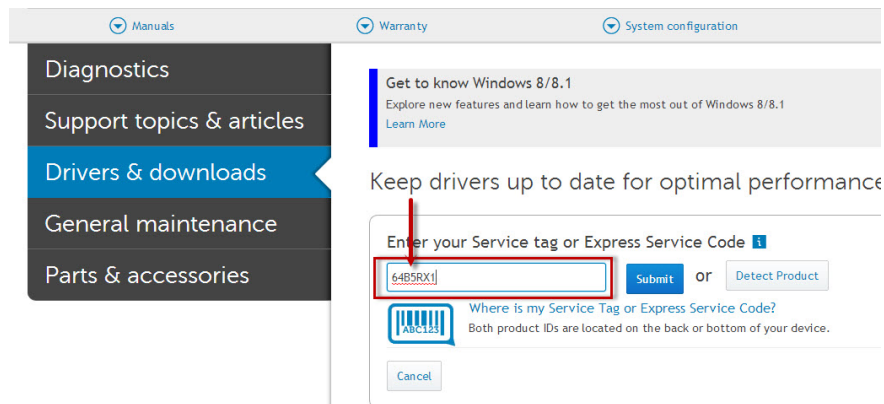 Manuals
Warranty
System configuration
Diagnostics
Support topics & articles
Drivers & downloads
General maintenance
Parts & accessories
Get to know Windows 8/8.1
Explore new features and learn how to get the most out of Windows 8/8.1
Learn More
Keep drivers up to date for optimal performance
Enter your Service tag or Express Service Code i
64B5RX1
Submit or Detect Product
ABC123
Where is my Service Tag or Express Service Code?
Both product IDs are located on the back or bottom of your device.
Cancel